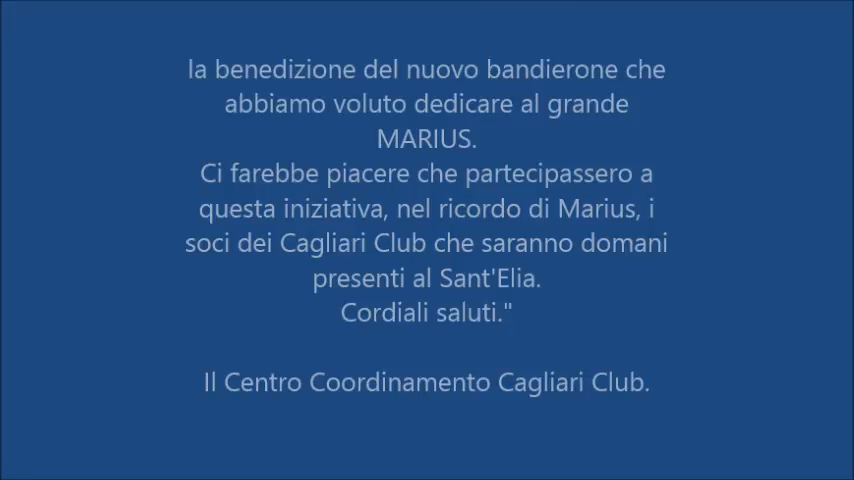 la benedizione del nuovo bandierone che
abbiamo voluto dedicare al grande
MARIUS.
Ci farebbe piacere che partecipassero a
questa iniziativa, nel ricordo di Marius, i
soci dei Cagliari Club che saranno domani
presenti al Sant'Elia.
Cordiali saluti."
Il Centro Coordinamento Cagliari Club.